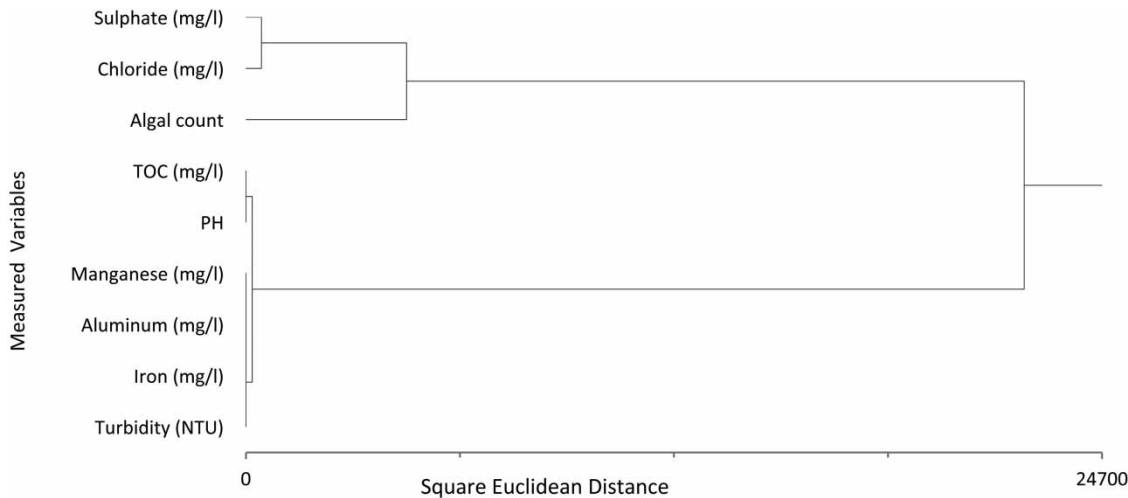 Sulphate (mg/l)
Chloride (mg/l)
Algal count
TOC (mg/l)
PH
Manganese (mg/l)
Aluminum (mg/l)
Iron (mg/l)
Turbidity (NTU)
Measured Variables
0
24700
Square Euclidean Distance